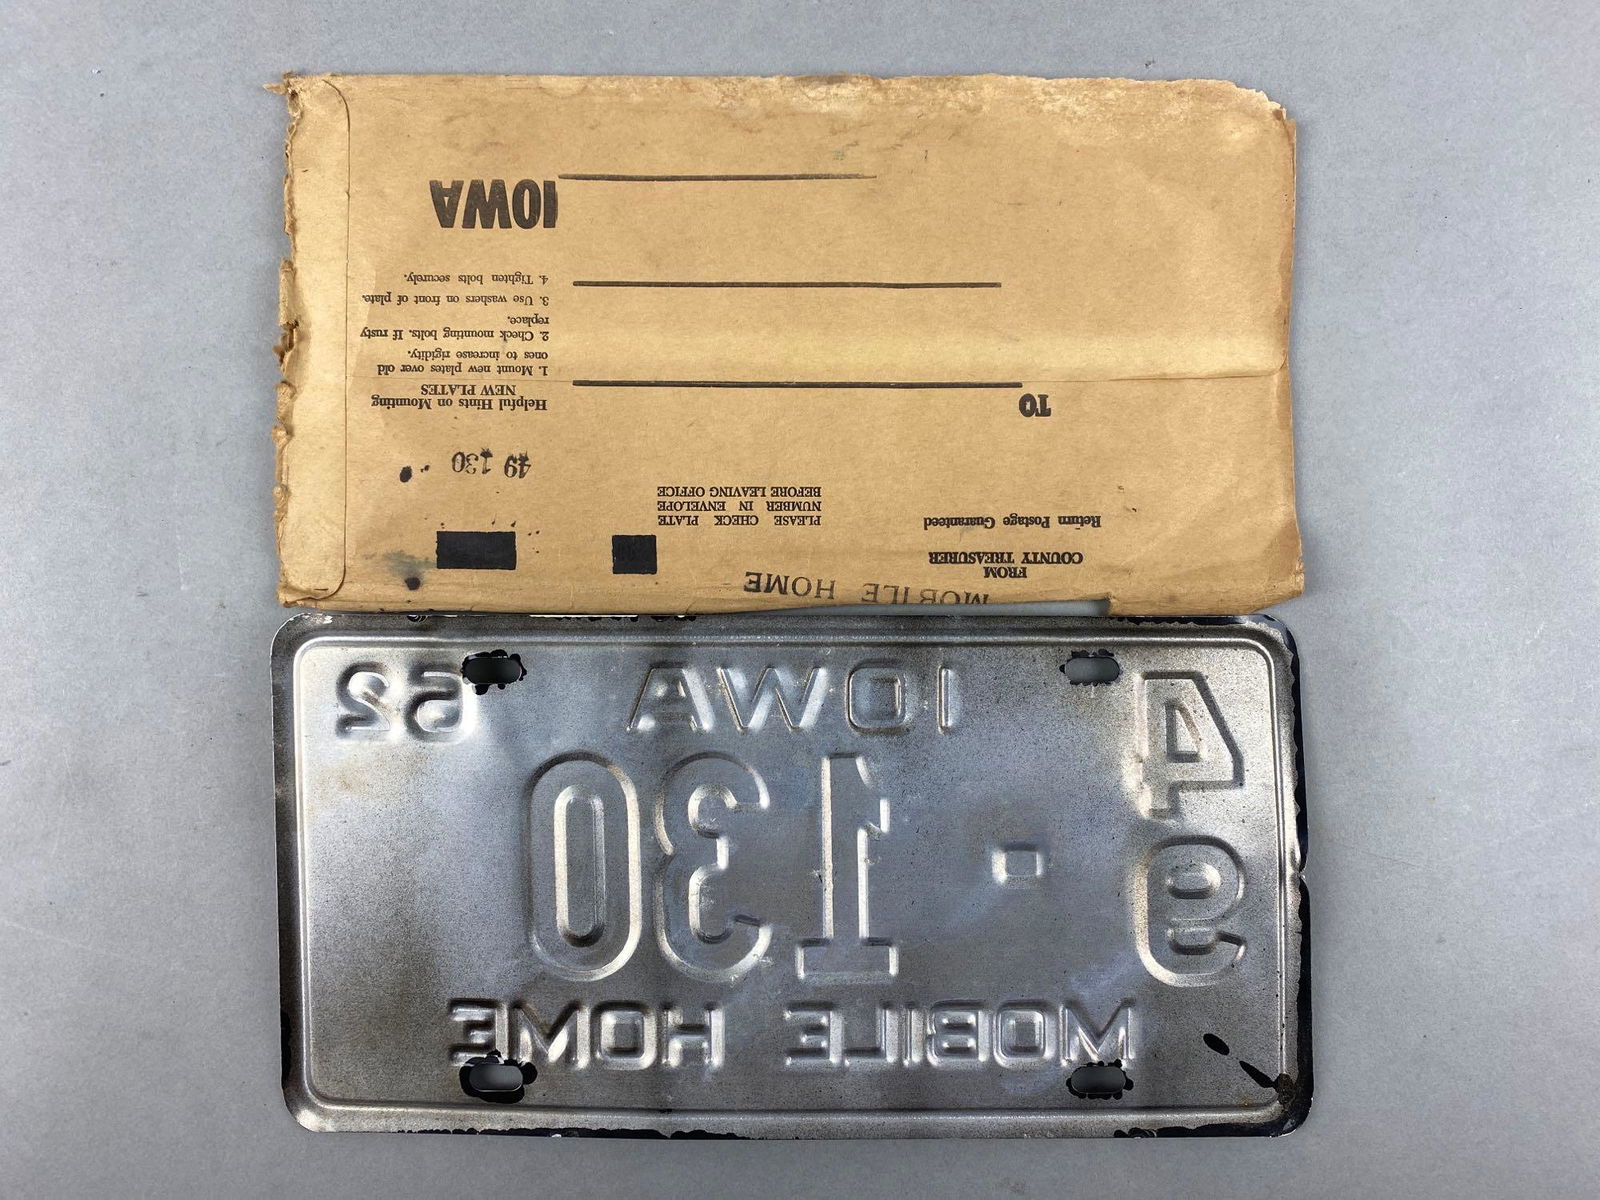 MOBILE HOME
FROM
COUNTY TREASURER
Return Postage Guaranteed
PLEASE CHECK PLATE
NUMBER IN ENVELOPE
BEFORE LEAVING OFFICE
49 130
TO
Helpful Hints on Mounting
NEW PLATES
1. Mount new plates over old
ones to increase rigidity.
2. Check mounting bolts. If rusty
replace.
3. Use washers on front of plate.
4. Tighten bolts securely.
IOWA
IOWA 62
49 - 130
MOBILE HOME